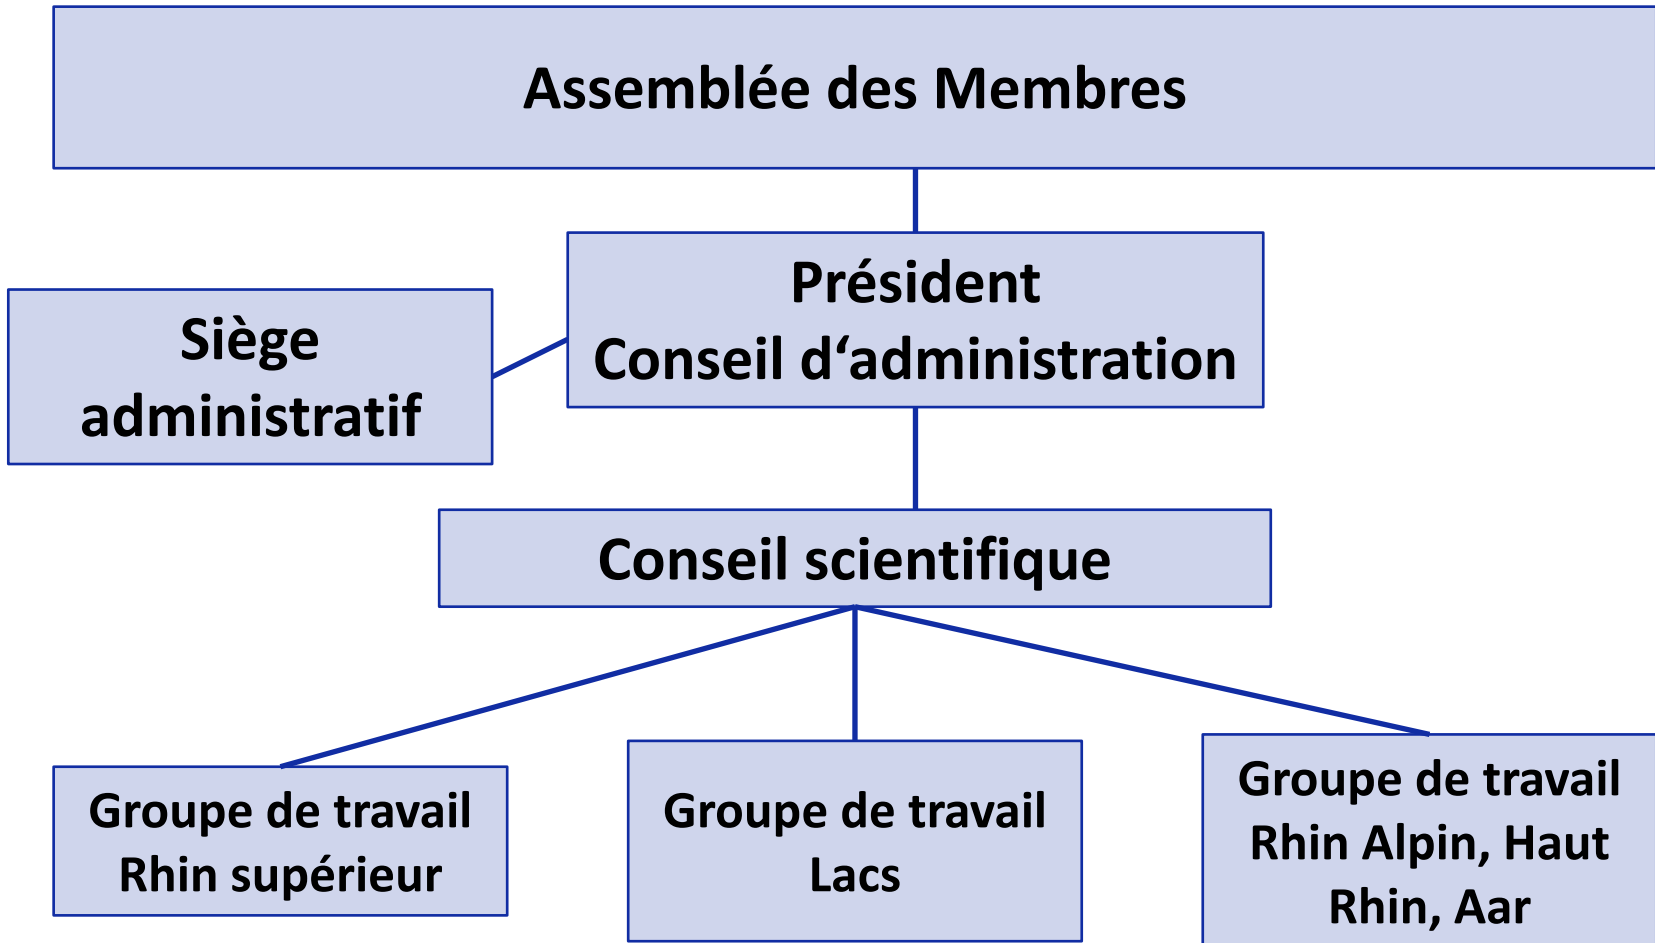 Assemblée des Membres
Président
Conseil d‘administration
Siège
administratif
Conseil scientifique
Groupe de travail
Rhin supérieur
Groupe de travail
Lacs
Groupe de travail
Rhin Alpin, Haut
Rhin, Aar